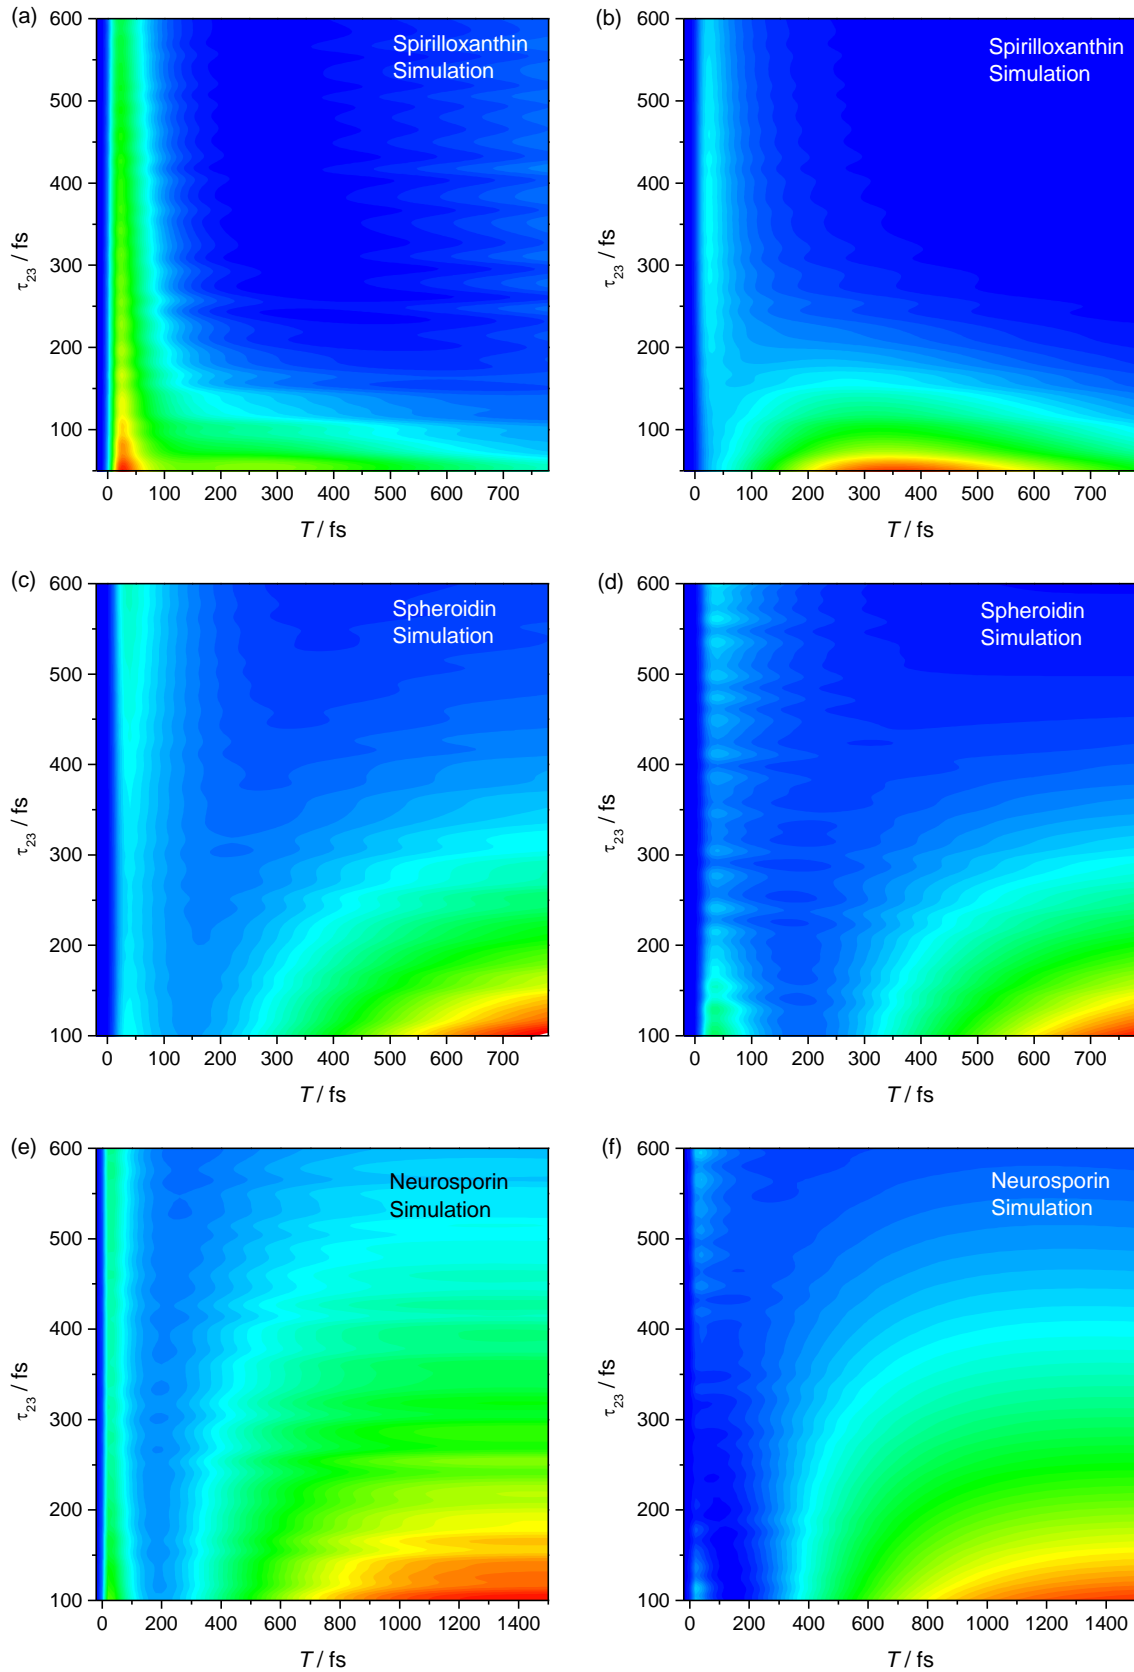 (a)
Spirilloxanthin
Simulation
600
500
400
300
200
100
τ23 / fs
0 100 200 300 400 500 600 700
T / fs
(b)
Spirilloxanthin
Simulation
600
500
400
300
200
100
τ23 / fs
0 100 200 300 400 500 600 700
T / fs
(c)
Spheroidin
Simulation
600
500
400
300
200
100
τ23 / fs
0 100 200 300 400 500 600 700
T / fs
(d)
Spheroidin
Simulation
600
500
400
300
200
100
τ23 / fs
0 100 200 300 400 500 600 700
T / fs
(e)
Neurosporin
Simulation
600
500
400
300
200
100
τ23 / fs
0 200 400 600 800 1000 1200 1400
T / fs
(f)
Neurosporin
Simulation
600
500
400
300
200
100
τ23 / fs
0 200 400 600 800 1000 1200 1400
T / fs